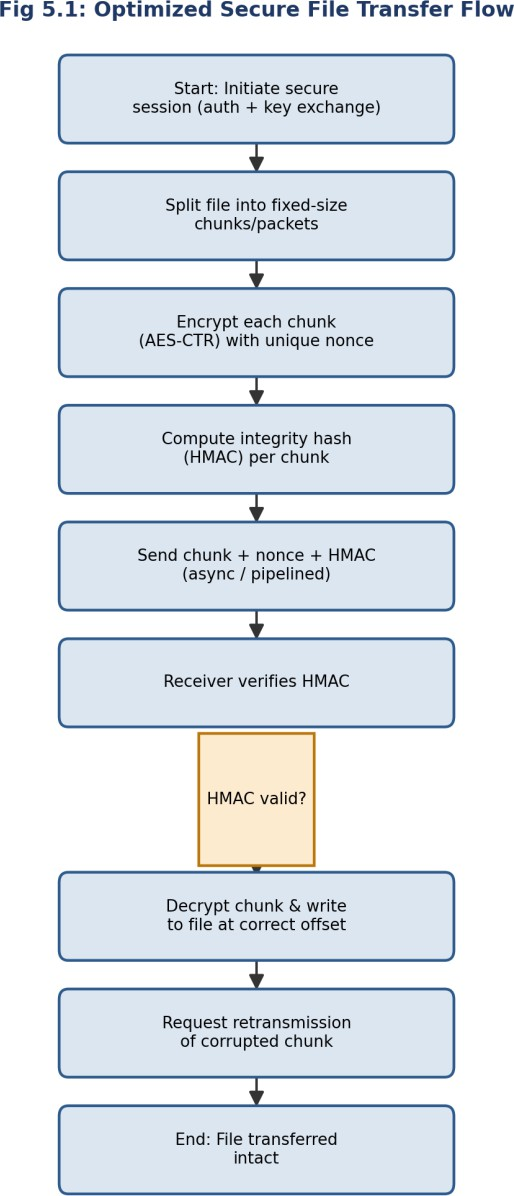 Fig 5.1: Optimized Secure File Transfer Flow
Start: Initiate secure
session (auth + key exchange)
Split file into fixed-size
chunks/packets
Encrypt each chunk
(AES-CTR) with unique nonce
Compute integrity hash
(HMAC) per chunk
Send chunk + nonce + HMAC
(async / pipelined)
Receiver verifies HMAC
HMAC valid?
Decrypt chunk & write
to file at correct offset
Request retransmission
of corrupted chunk
End: File transferred
intact